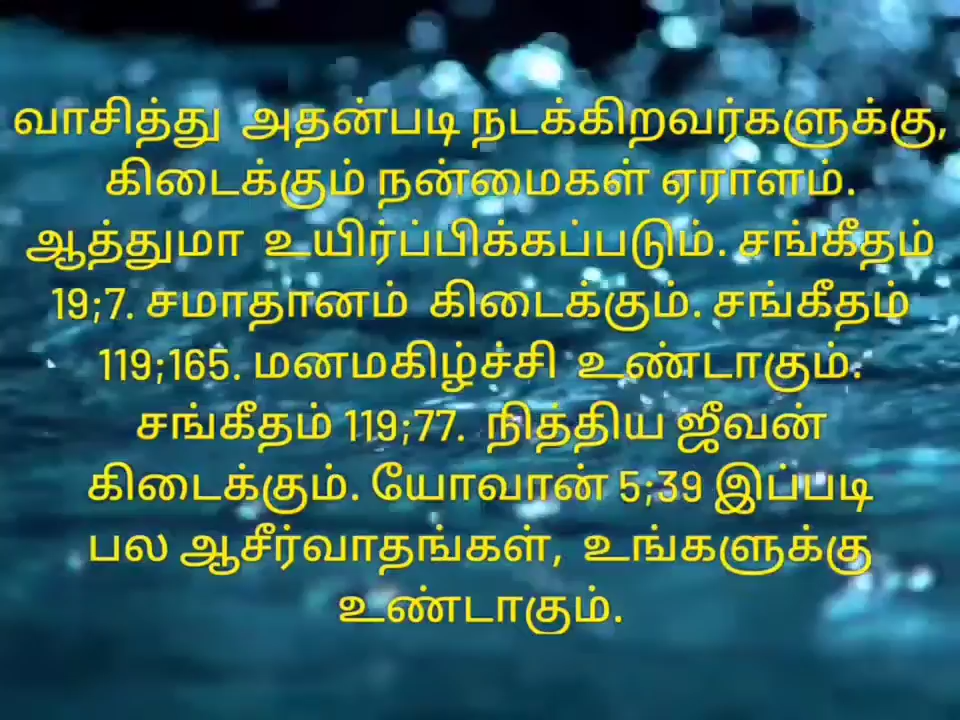 வாசித்து அதன்படி நடக்கிறவர்களுக்கு,
கிடைக்கும் நன்மைகள் ஏராளம்.
ஆத்துமா உயிர்ப்பிக்கப்படும். சங்கீதம்
19;7. சமாதானம் கிடைக்கும். சங்கீதம்
119;165. மனமகிழ்ச்சி உண்டாகும்.
சங்கீதம் 119;77. நித்திய ஜீவன்
கிடைக்கும். யோவான் 5;39 இப்படி
பல ஆசீர்வாதங்கள், உங்களுக்கு
உண்டாகும்.